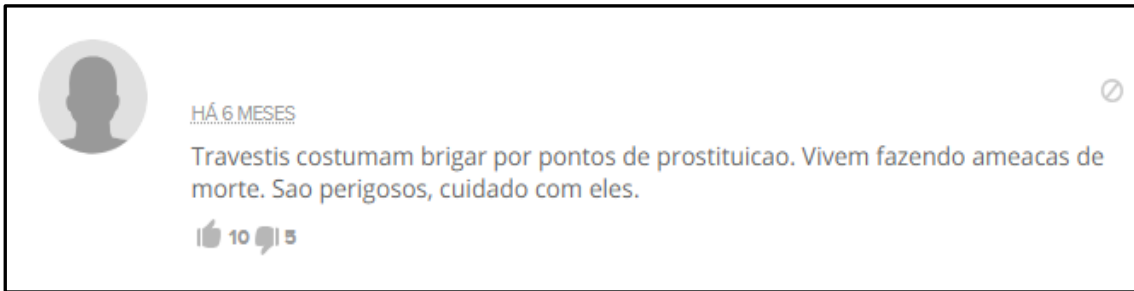 HÁ 6 MESES
Travestis costumam brigar por pontos de prostituicao. Vivem fazendo ameacas de
morte. Sao perigosos, cuidado com eles.
10 5